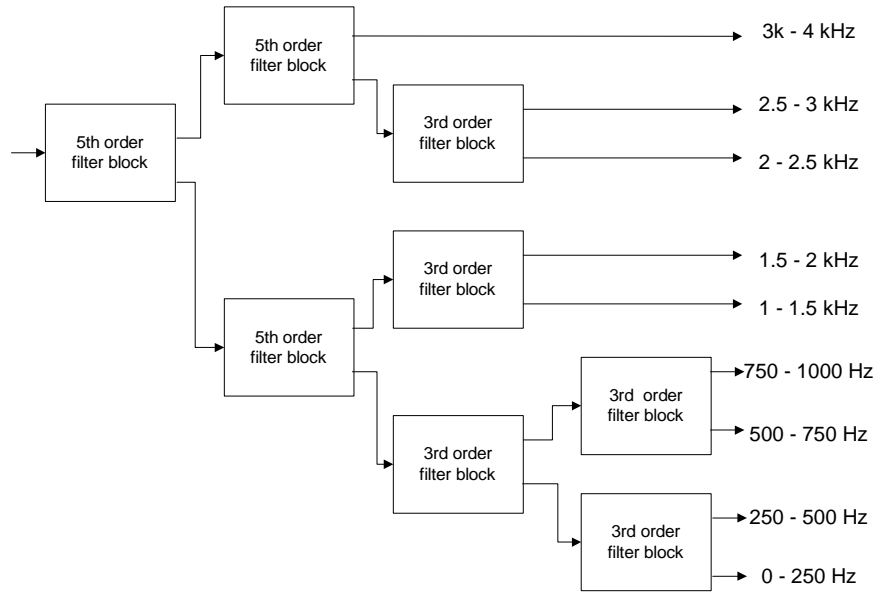 5th order
filter block
5th order
filter block
3rd order
filter block
3k - 4 kHz
2.5 - 3 kHz
2 - 2.5 kHz
5th order
filter block
3rd order
filter block
1.5 - 2 kHz
1 - 1.5 kHz
3rd order
filter block
3rd order
filter block
750 - 1000 Hz
500 - 750 Hz
3rd order
filter block
250 - 500 Hz
0 - 250 Hz